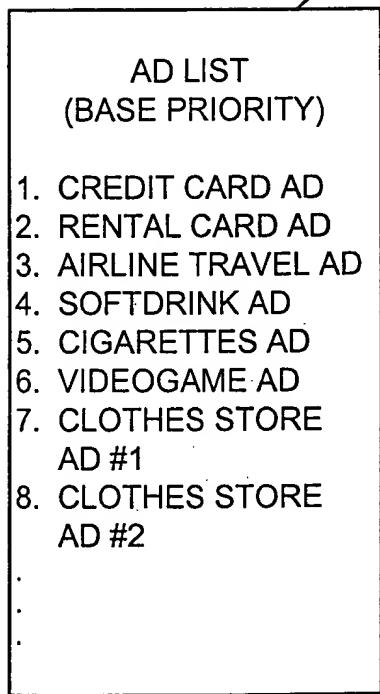 AD LIST
(BASE PRIORITY)
1. CREDIT CARD AD
2. RENTAL CARD AD
3. AIRLINE TRAVEL AD
4. SOFTDRINK AD
5. CIGARETTES AD
6. VIDEOGAME AD
7. CLOTHES STORE
AD #1
8. CLOTHES STORE
AD #2
.
.
.